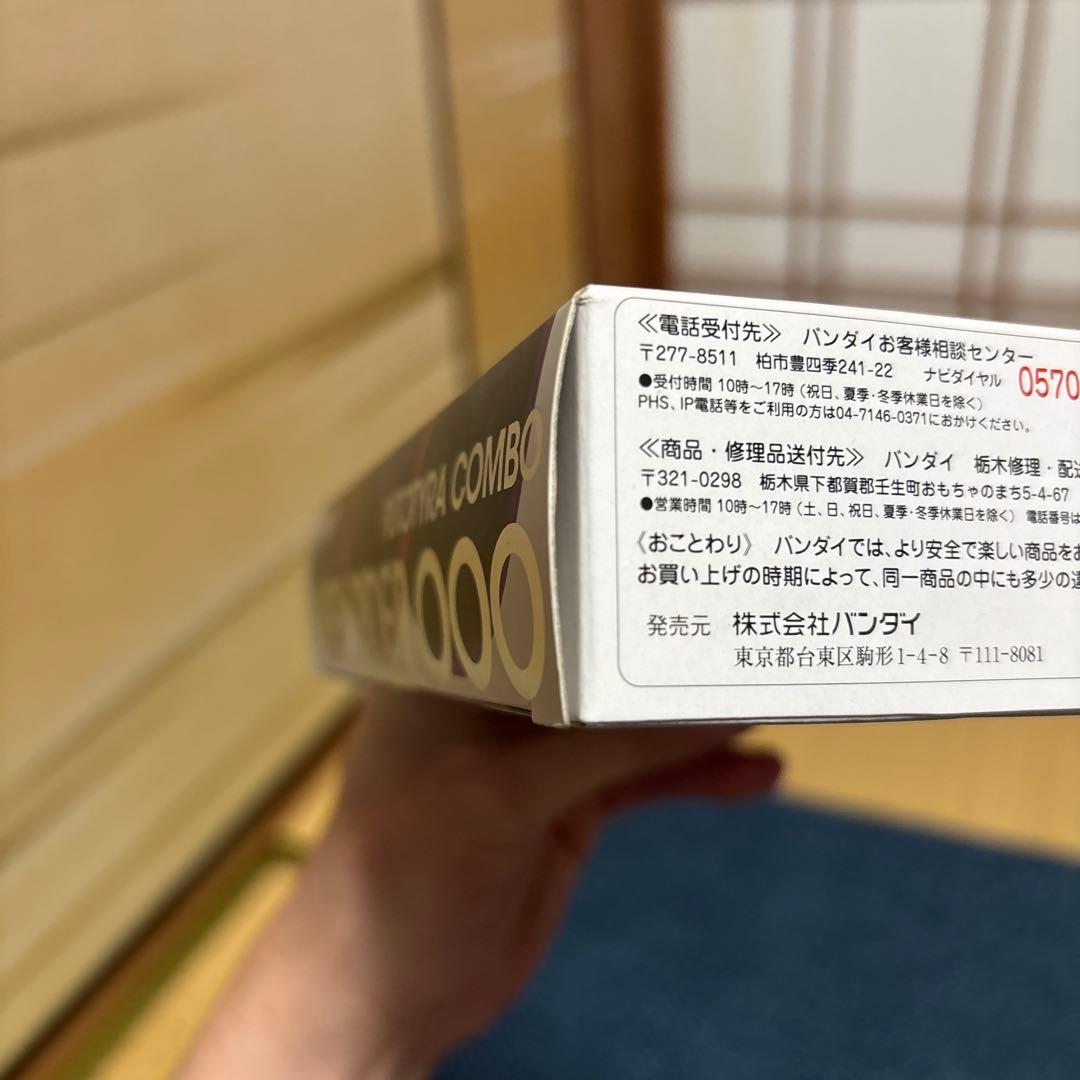 PUTOTYRA COMBO
OOO
≪電話受付先≫ バンダイお客様相談センター
〒277-8511 柏市豊四季241-22 ナビダイヤル 0570
●受付時間 10時～17時（祝日、夏季・冬季休業日を除く）
PHS、IP電話等をご利用の方は04-7146-0371におかけください。
≪商品・修理品送付先≫ バンダイ 栃木修理・配送
〒321-0298 栃木県下都賀郡壬生町おもちゃのまち5-4-67
●営業時間 10時～17時（土、日、祝日、夏季・冬季休業日を除く） 電話番号は
《おことわり》 バンダイでは、より安全で楽しい商品をお
お買い上げの時期によって、同一商品の中にも多少の違
発売元 株式会社バンダイ
東京都台東区駒形1-4-8 〒111-8081